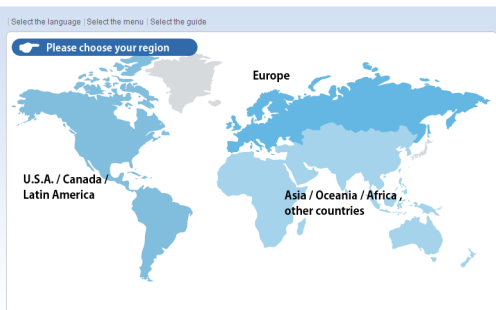 | Select the language | Select the menu | Select the guide
Please choose your region
Europe
U.S.A. / Canada /
Latin America
Asia / Oceania / Africa ,
other countries